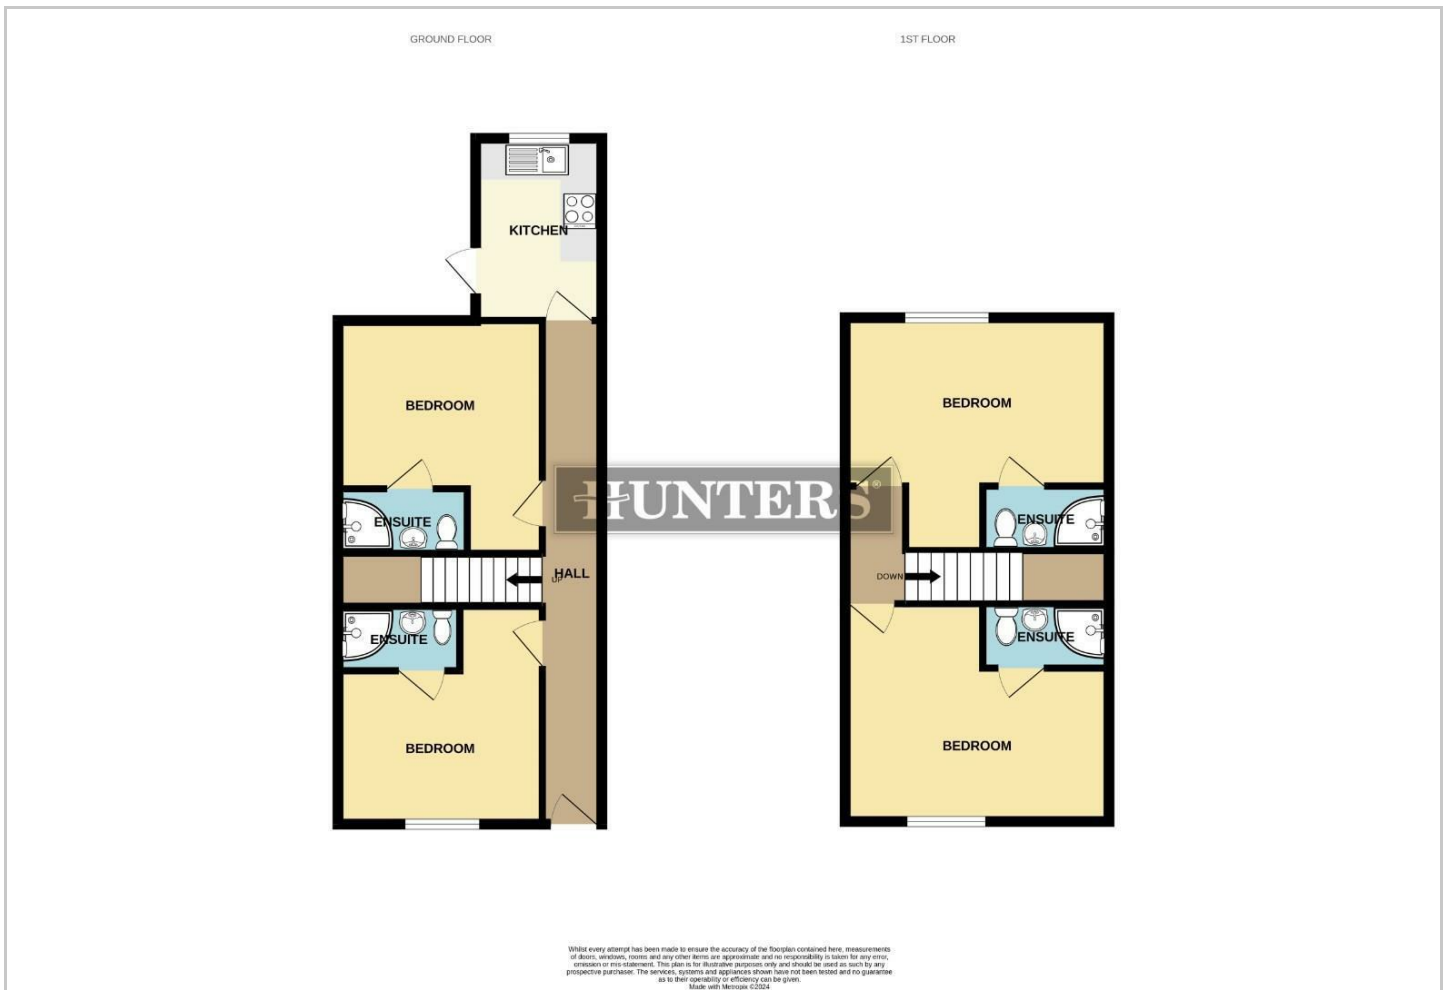 GROUND FLOOR
1ST FLOOR
KITCHEN
BEDROOM
BEDROOM
ENSUITE
ENSUITE
HUNTERS®
UP
HALL
DOWN
ENSUITE
ENSUITE
BEDROOM
BEDROOM
Whilst every attempt has been made to ensure the accuracy of the floorplan contained here, measurements
of doors, windows, rooms and any other items are approximate and no responsibility is taken for any error,
omission or mis-statement. This plan is for illustrative purposes only and should be used as such by any
prospective purchaser. The services, systems and appliances shown have not been tested and no guarantee
as to their operability or efficiency can be given.
Made with Metropix ©2024